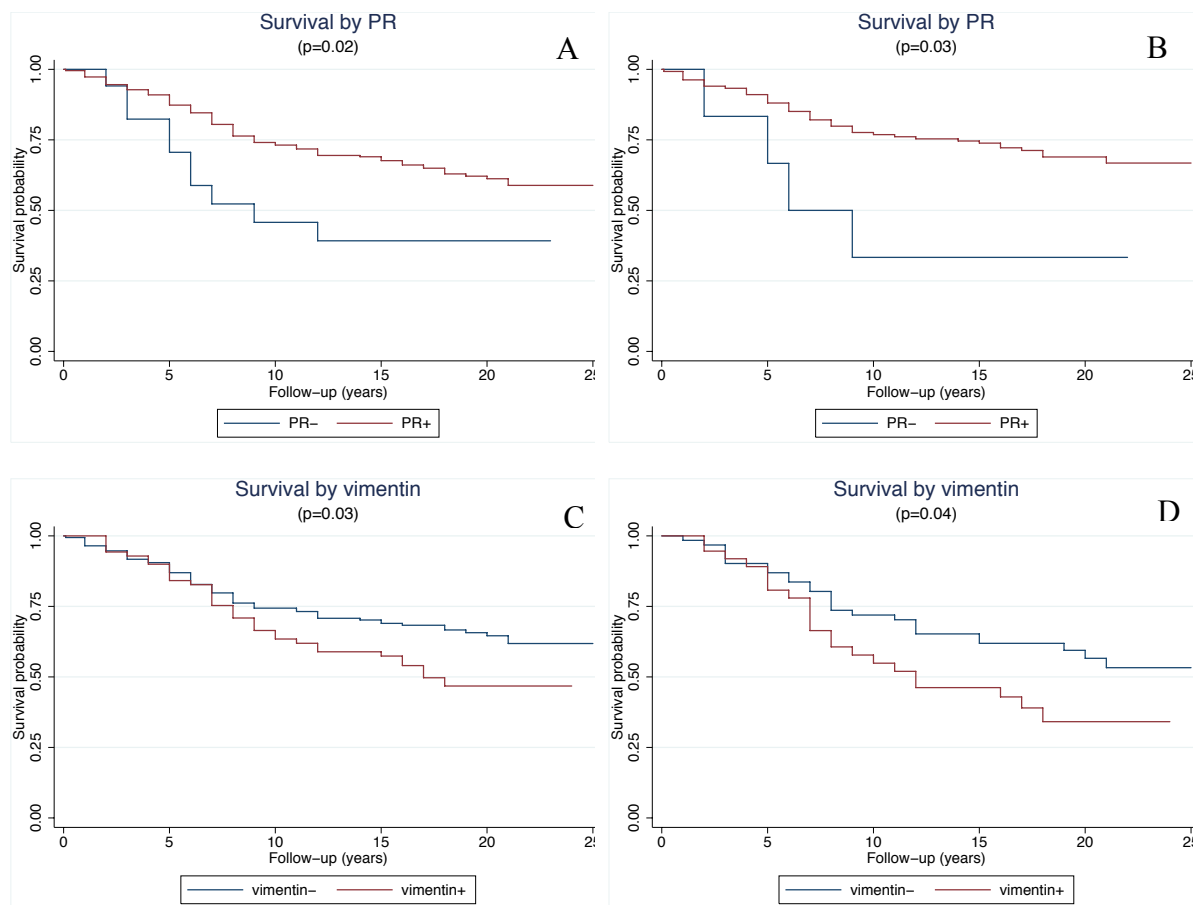 Survival by PR
(p=0.02)
A
Survival probability
1.00
0.75
0.50
0.25
0.00
0 5 10 15 20 25
Follow−up (years)
PR− PR+
Survival by PR
(p=0.03)
B
Survival probability
1.00
0.75
0.50
0.25
0.00
0 5 10 15 20 25
Follow−up (years)
PR− PR+
Survival by vimentin
(p=0.03)
C
Survival probability
1.00
0.75
0.50
0.25
0.00
0 5 10 15 20 25
Follow−up (years)
vimentin− vimentin+
Survival by vimentin
(p=0.04)
D
Survival probability
1.00
0.75
0.50
0.25
0.00
0 5 10 15 20 25
Follow−up (years)
vimentin− vimentin+